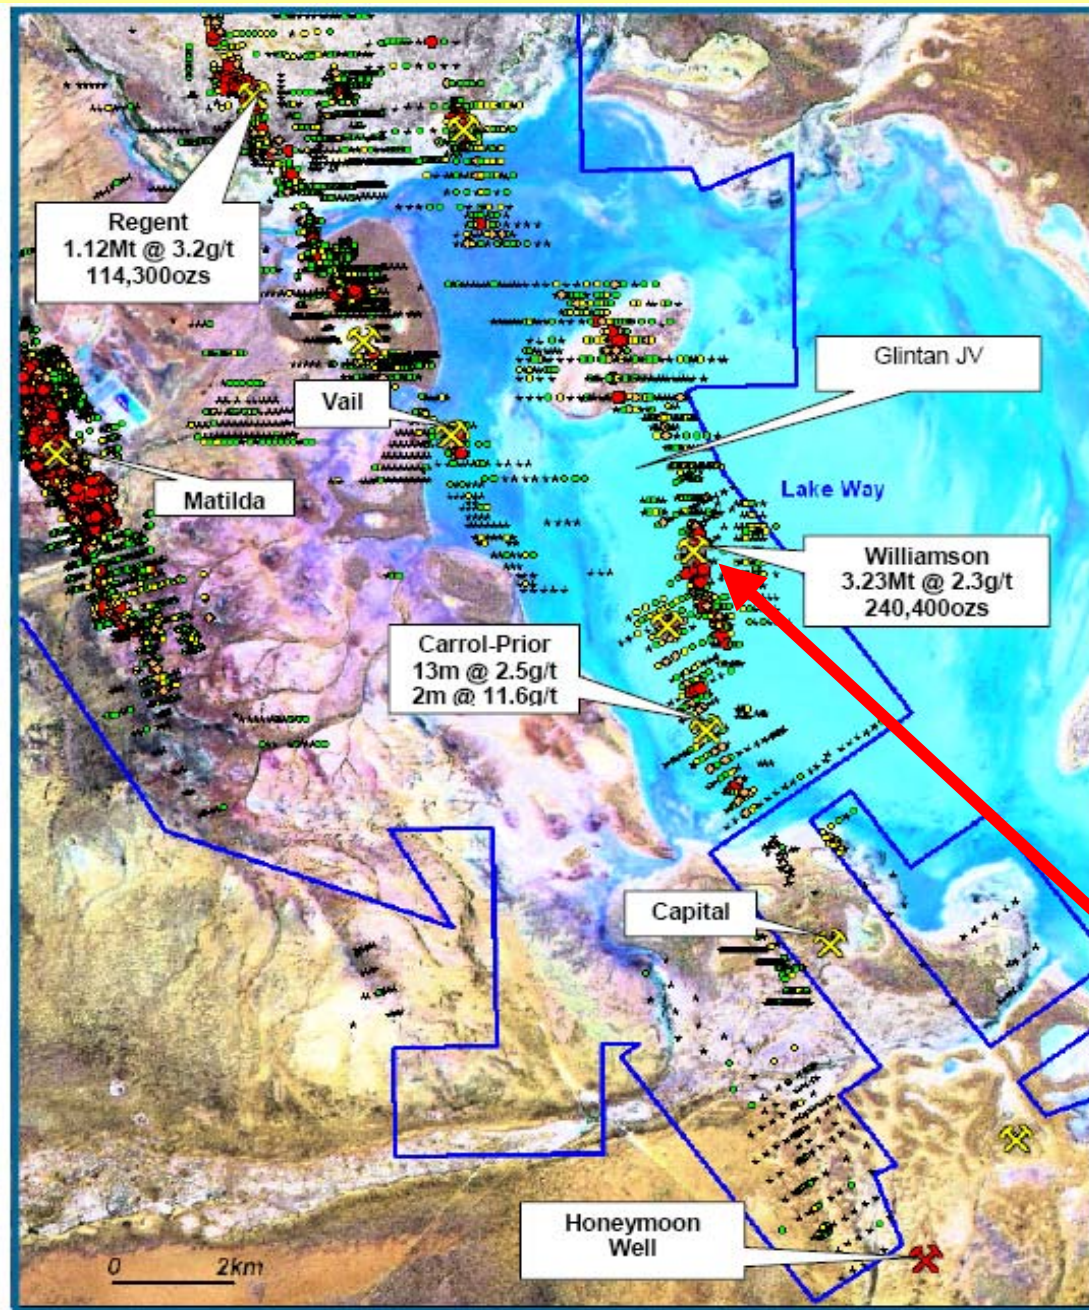 Regent
1.12Mt @ 3.2g/t
114,300ozs
Glintan JV
Vail
Matilda
Lake Way
Williamson
3.23Mt @ 2.3g/t
240,400ozs
Carrol-Prior
13m @ 2.5g/t
2m @ 11.6g/t
Capital
Honeymoon
Well
0 2km